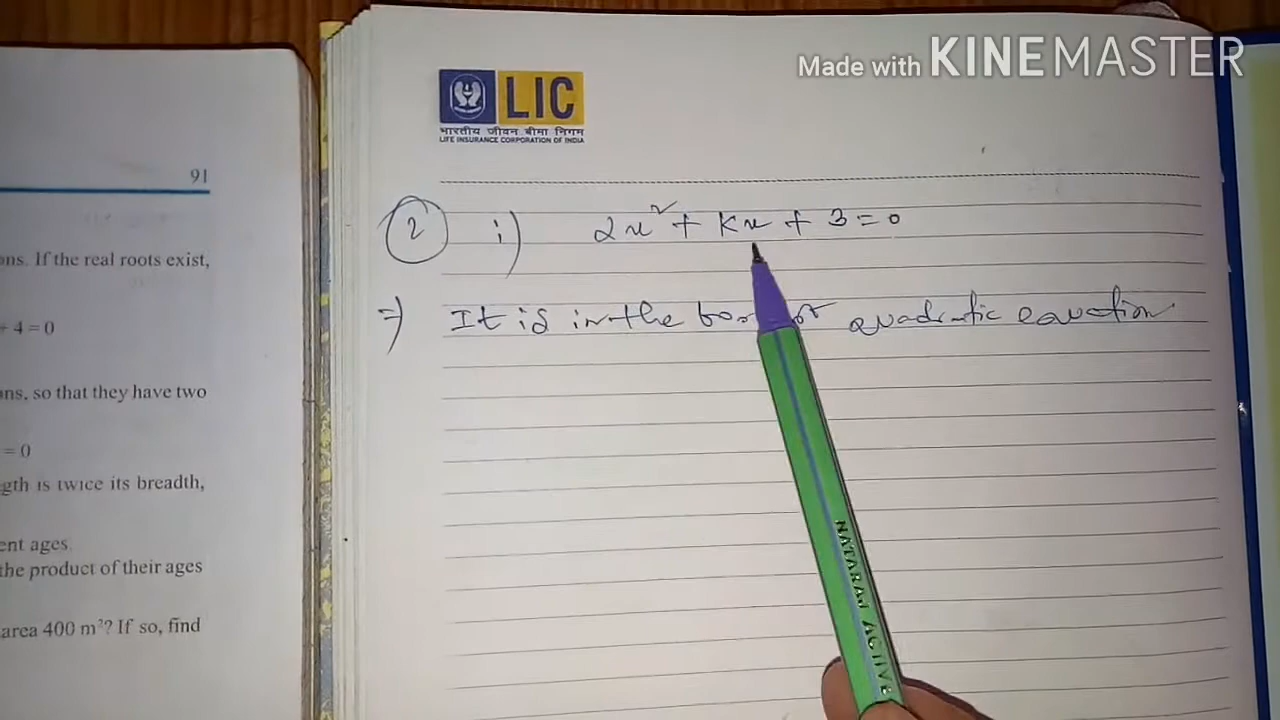 Made with KINEMASTER
LIC
भारतीय जीवन बीमा निगम
LIFE INSURANCE CORPORATION OF INDIA
91
ons. If the real roots exist,
+ 4 = 0
ons, so that they have two
= 0
gth is twice its breadth,
ent ages.
the product of their ages
area 400 m²? If so, find
2 i) 2x² + kx + 3 = 0
=) It is in the of quadratic equation
NATARAJ ACTIVE